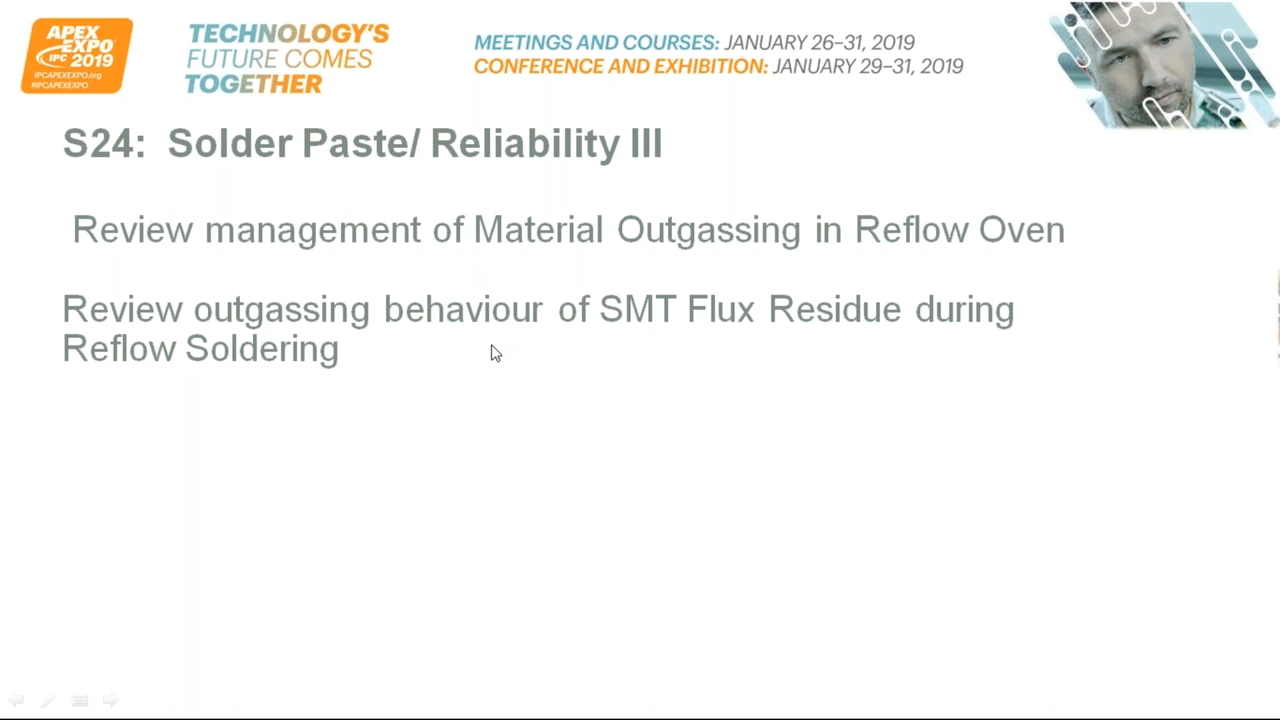 APEX
EXPO
IPC 2019
IPCAPEXEXPO.org
#IPCAPEXEXPO
TECHNOLOGY'S
FUTURE COMES
TOGETHER
MEETINGS AND COURSES: JANUARY 26–31, 2019
CONFERENCE AND EXHIBITION: JANUARY 29–31, 2019
S24: Solder Paste/ Reliability III
Review management of Material Outgassing in Reflow Oven
Review outgassing behaviour of SMT Flux Residue during
Reflow Soldering